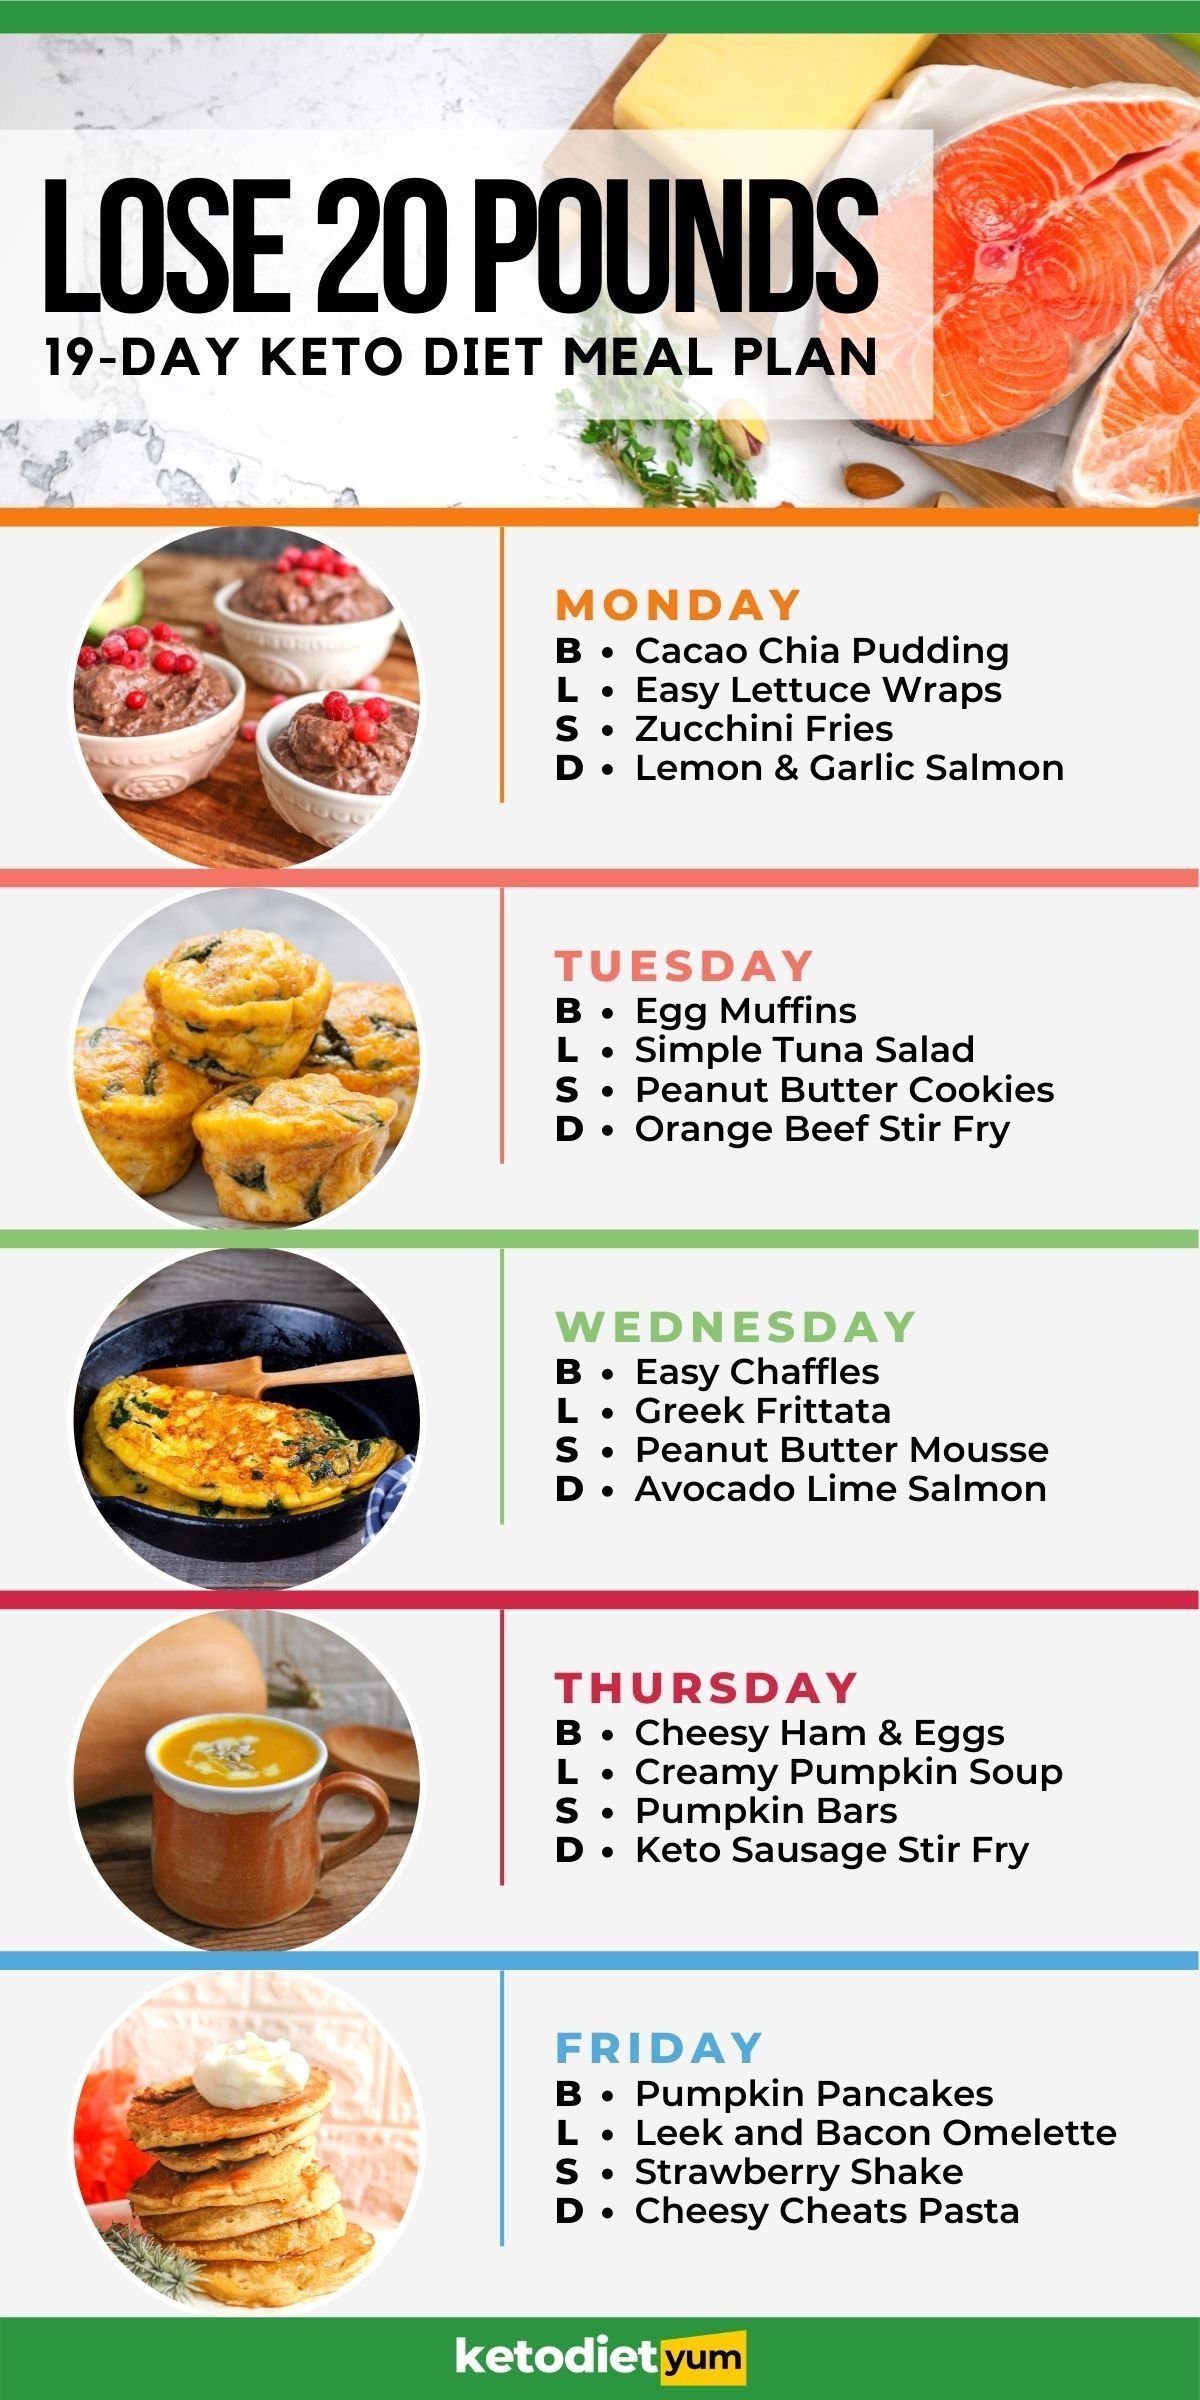 LOSE 20 POUNDS
19-DAY KETO DIET MEAL PLAN
MONDAY
B • Cacao Chia Pudding
L • Easy Lettuce Wraps
S • Zucchini Fries
D • Lemon & Garlic Salmon
TUESDAY
B • Egg Muffins
L • Simple Tuna Salad
S • Peanut Butter Cookies
D • Orange Beef Stir Fry
WEDNESDAY
B • Easy Chaffles
L • Greek Frittata
S • Peanut Butter Mousse
D • Avocado Lime Salmon
THURSDAY
B • Cheesy Ham & Eggs
L • Creamy Pumpkin Soup
S • Pumpkin Bars
D • Keto Sausage Stir Fry
FRIDAY
B • Pumpkin Pancakes
L • Leek and Bacon Omelette
S • Strawberry Shake
D • Cheesy Cheats Pasta
ketodiet yum